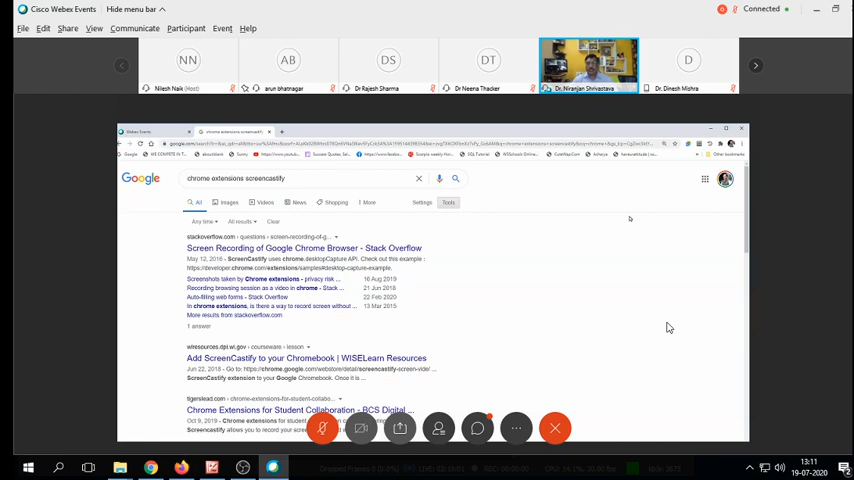 Cisco Webex Events
Hide menu bar
Connected
File Edit Share View Participant Event Help
NN AB DS DT D
Nilesh Naik (Host)
arun bhatnagar
Dr Rajesh Sharma
Dr Neera Thacker
Dr. Niranjan Shrivastava
Dr. Dinesh Mishra
Webex Events
chrome extensions screencastify
Google
chrome extensions screencastify
All Images Videos News Shopping More Settings Tools
Any time All results Clear
stackoverflow.com › questions › screen-recording-of-g...
Screen Recording of Google Chrome Browser - Stack Overflow
May 12, 2016 - ScreenCastify uses chrome.desktopCapture API. Check out this example :
https://developer.chrome.com/extensions/samples#desktop-capture-example.
Screenshots taken by Chrome extensions - privacy risk ... 16 Aug 2019
Recording browsing session as a video in chrome - Stack ... 21 Jun 2018
Auto-filling web forms - Stack Overflow 22 Feb 2020
In chrome extensions, is there a way to record screen without ... 13 Mar 2015
More results from stackoverflow.com
1 answer
wlresources.dpi.wi.gov › courseware › lesson
Add ScreenCastify to your Chromebook | WISELearn Resources
Jun 22, 2018 - Go to: https://chrome.google.com/webstore/detail/screencastify-screen-vide/ ...
ScreenCastify extension to your Google Chromebook. Once it is ...
tigerslead.com › chrome-extensions-for-student-collabo...
Chrome Extensions for Student Collaboration - BCS Digital ...
Oct 9, 2019 - Chrome extensions for student
Screencastify allows you to record your screen
13:11
19-07-2020